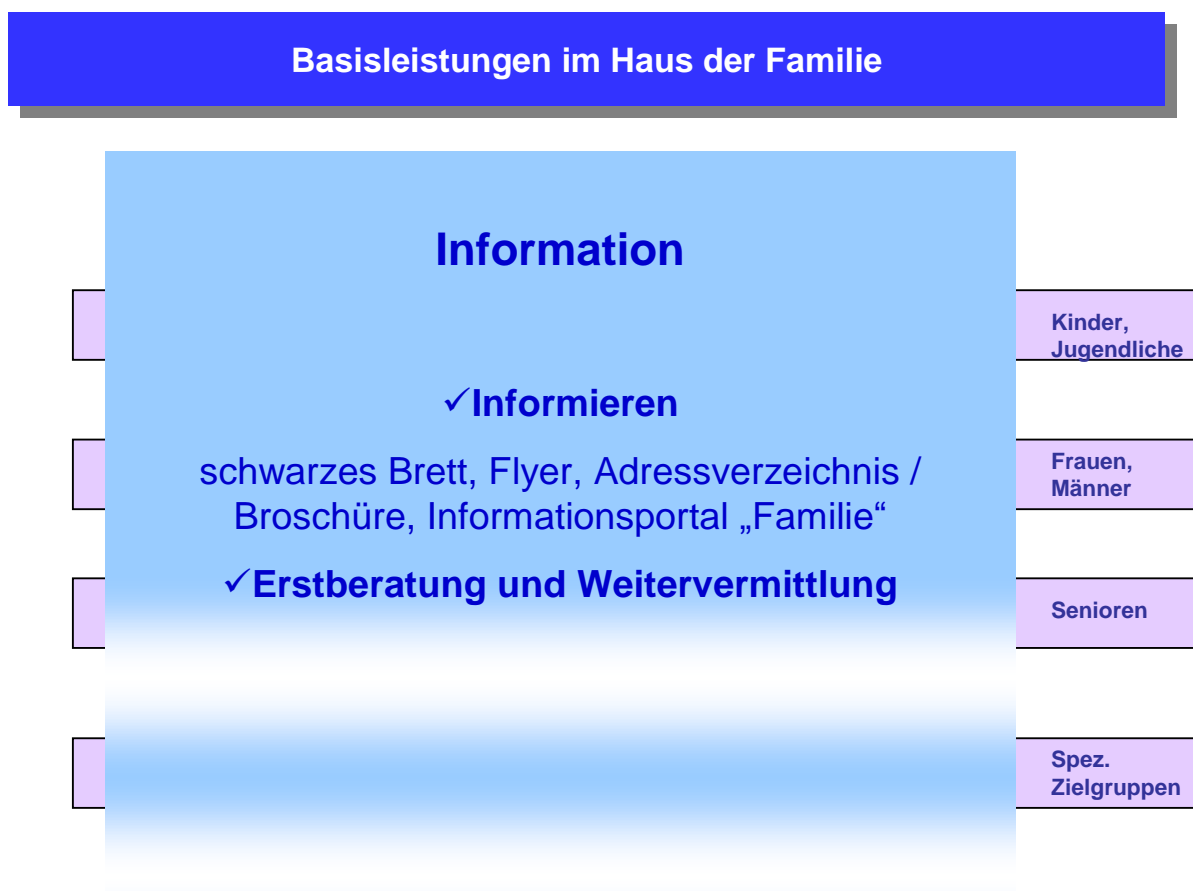 Basisleistungen im Haus der Familie
Information
✓Informieren
schwarzes Brett, Flyer, Adressverzeichnis /
Broschüre, Informationsportal „Familie“
✓Erstberatung und Weitervermittlung
Kinder,
Jugendliche
Frauen,
Männer
Senioren
Spez.
Zielgruppen